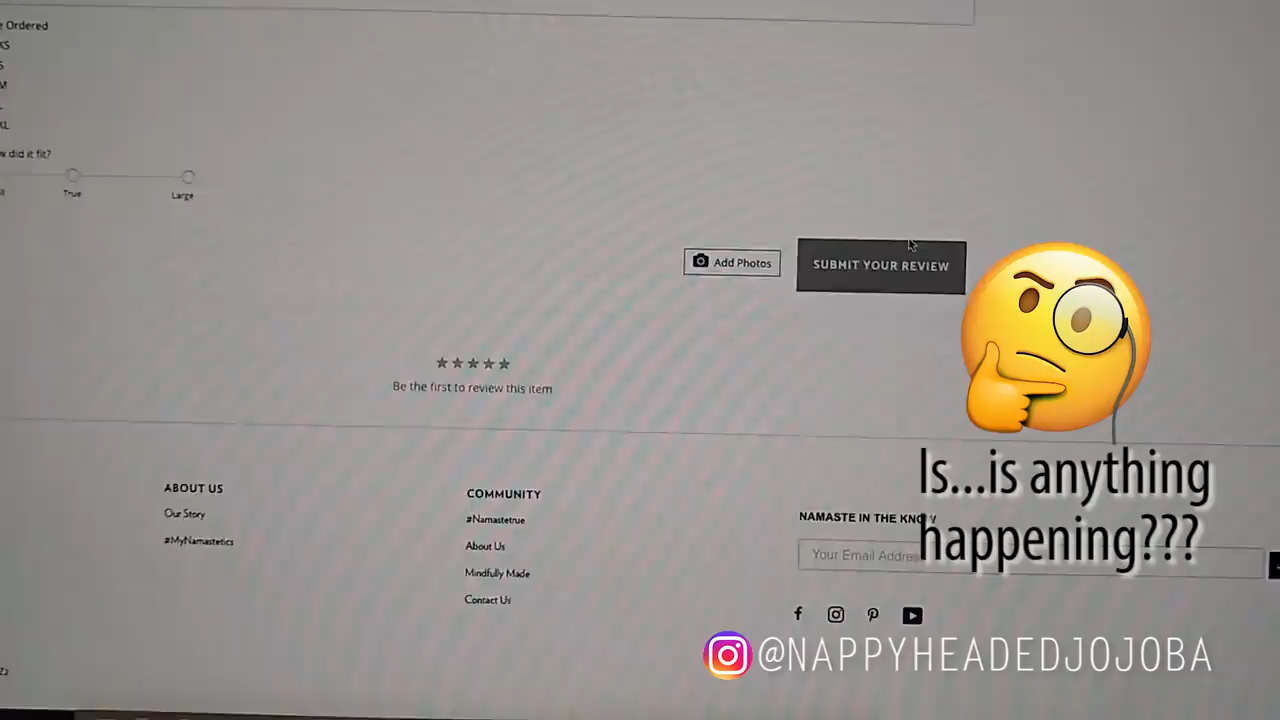 Ordered
XS
S
M
L
XL
did it fit?
True
Large
Add Photos
SUBMIT YOUR REVIEW
Be the first to review this item
ABOUT US
Our Story
#MyNamastetics
COMMUNITY
#Namastetrue
About Us
Mindfully Made
Contact Us
NAMASTE IN THE KNOW
Your Email Address
Is...is anything
happening???
@NAPPYHEADEDJOJOBA